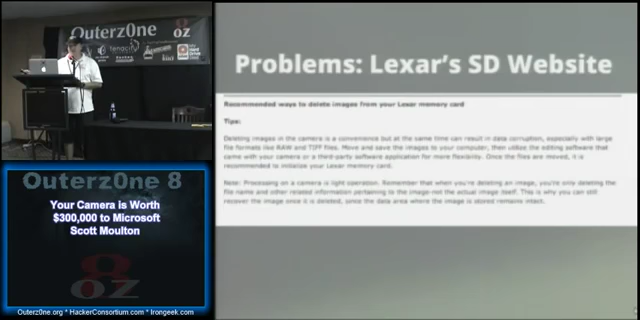 Outerz0ne
8
OZ
tenacity
Problems: Lexar's SD Website
Recommended ways to delete images from your Lexar memory card
Tips:
Deleting images in the camera is a convenience but at the same time can result in data corruption, especially with large
file formats like RAW and TIFF files. Move and save the images to your computer, then utilize the editing software that
came with your camera or a third-party software application for more flexibility. Once the files are moved, it is
recommended to initialize your Lexar memory card.
Note: Processing on a camera is light operation. Remember that when you're deleting an image, you're only deleting the
file name and other related information pertaining to the image-not the actual image itself. This is why you can still
recover the image once it is deleted, since the data area where the image is stored remains intact.
Outerz0ne 8
Your Camera is Worth
$300,000 to Microsoft
Scott Moulton
8
OZ
Outerz0ne.org * HackerConsortium.com * Irongeek.com